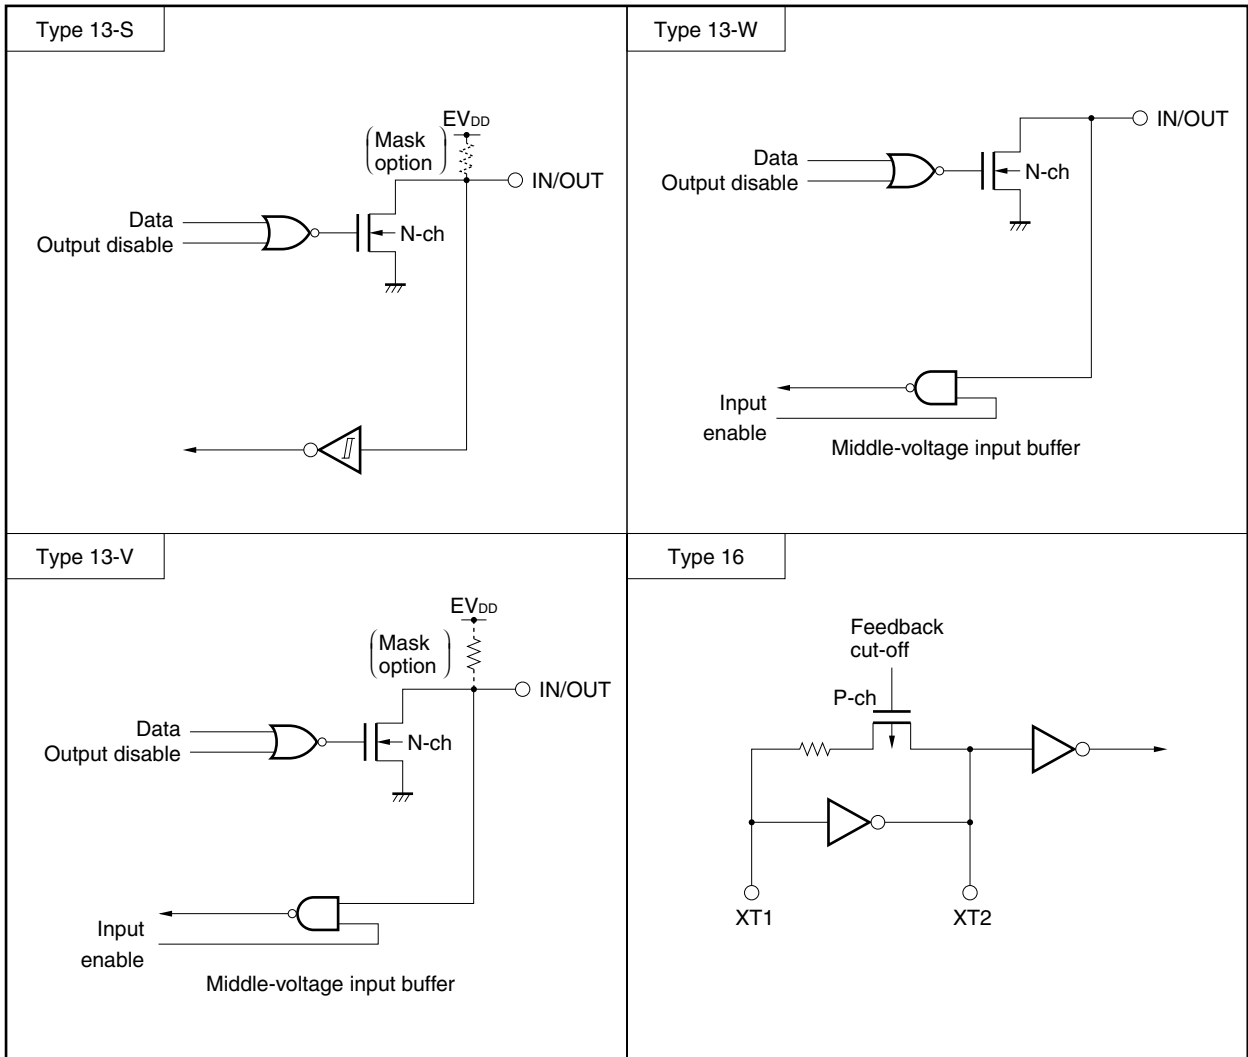 Type 13-S
EVDD
(Mask option)
IN/OUT
Data
Output disable
N-ch
Type 13-W
IN/OUT
Data
Output disable
N-ch
Input
enable
Middle-voltage input buffer
Type 13-V
EVDD
(Mask option)
IN/OUT
Data
Output disable
N-ch
Input
enable
Middle-voltage input buffer
Type 16
Feedback
cut-off
P-ch
XT1
XT2